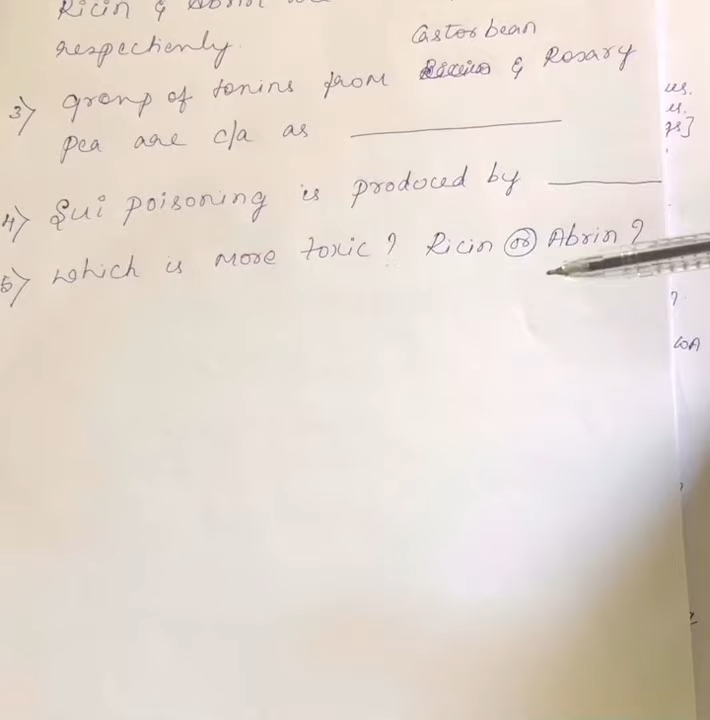 Ricin &
respectively.
Castor bean
3) group of toxins from & Rosary
pea are c/a as
4) Sui poisoning is produced by
5) which is more toxic? Ricin or Abrin?
us.
?